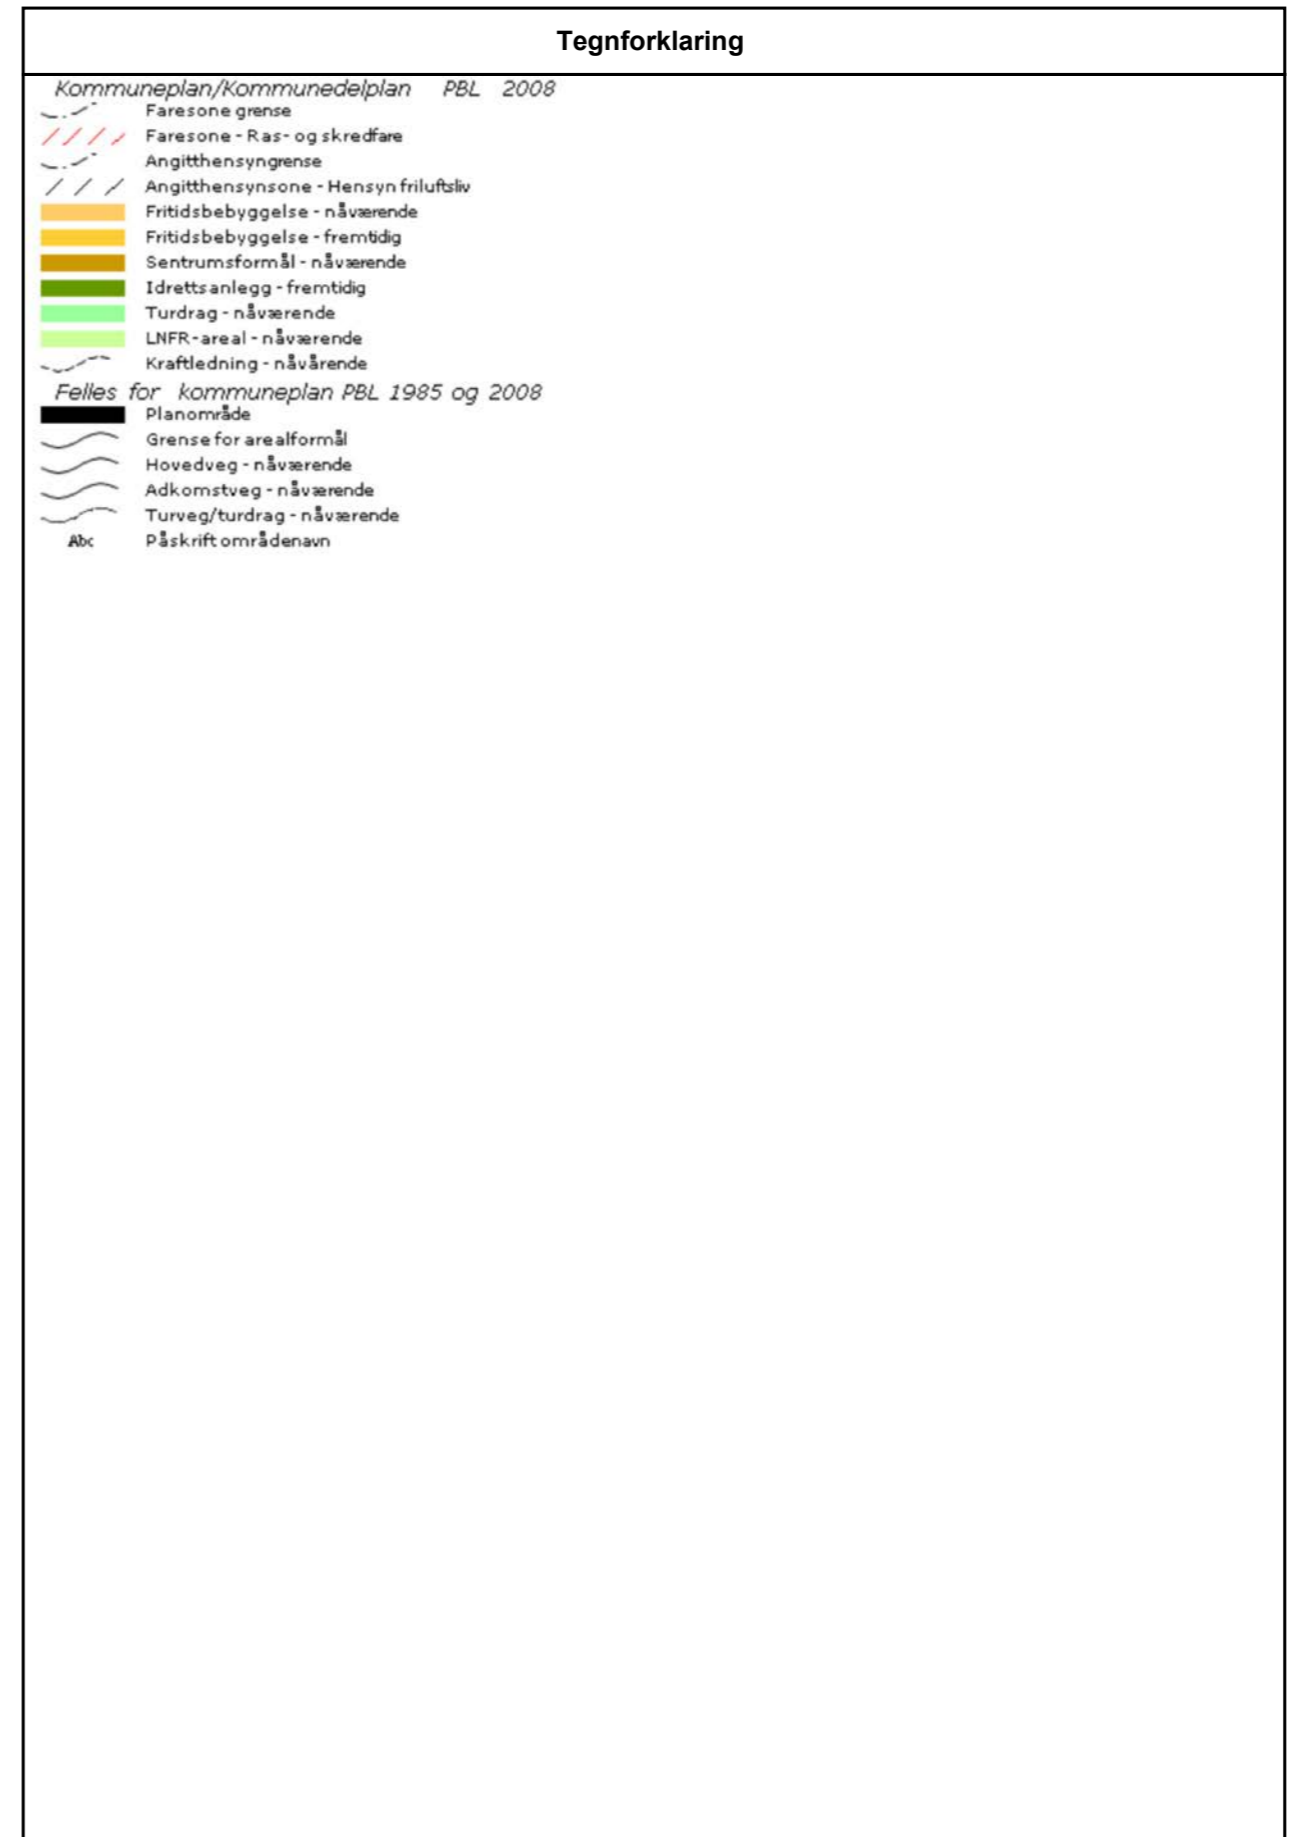 Tegnforklaring
Kommuneplan/Kommunedelplan PBL 2008
Faresone grense
Faresone - Ras- og skredfare
Angitthensyngrense
Angitthensynsone - Hensyn friluftsliv
Fritidsbebyggelse - nåværende
Fritidsbebyggelse - fremtidig
Sentrumsformål - nåværende
Idrettsanlegg - fremtidig
Turdrag - nåværende
LNFR-areal - nåværende
Kraftledning - nåvårende
Felles for kommuneplan PBL 1985 og 2008
Planområde
Grense for arealformål
Hovedveg - nåværende
Adkomstveg - nåværende
Turveg/turdrag - nåværende
Abc Påskrift områdenavn